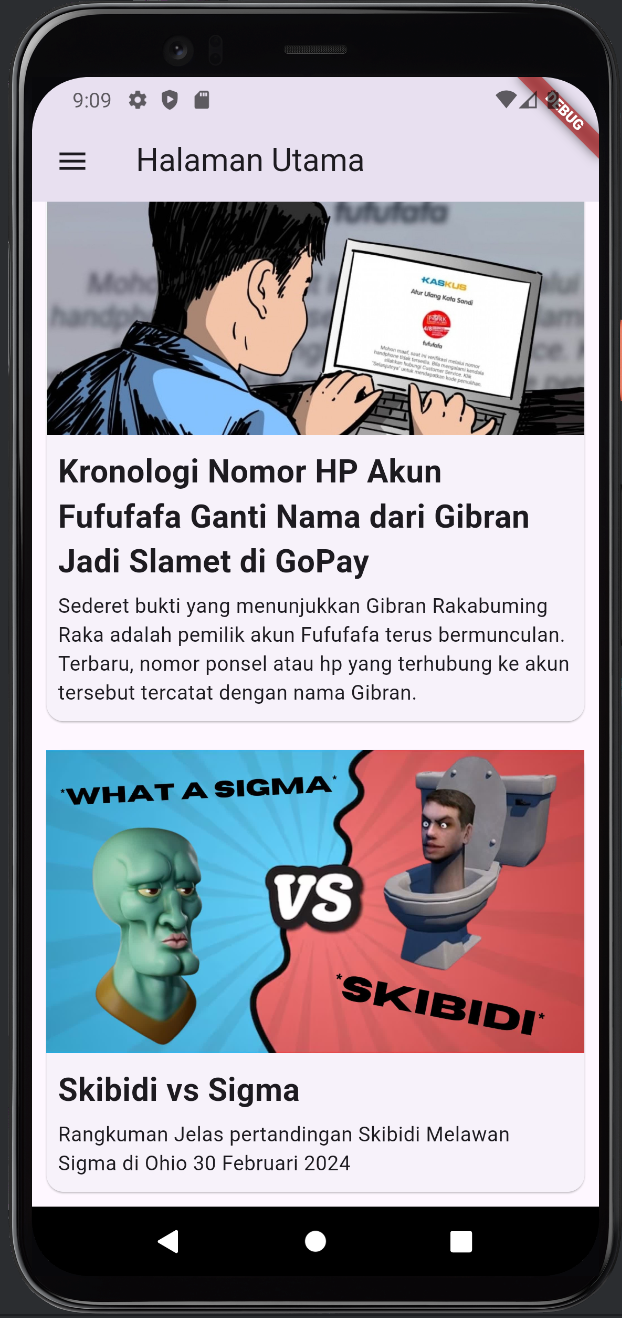 9:09
DEBUG
Halaman Utama
fufufafa
KASKUS
Atur Ulang Kata Sandi
fufufafa
Kronologi Nomor HP Akun
Fufufafa Ganti Nama dari Gibran
Jadi Slamet di GoPay
Sederet bukti yang menunjukkan Gibran Rakabuming
Raka adalah pemilik akun Fufufafa terus bermunculan.
Terbaru, nomor ponsel atau hp yang terhubung ke akun
tersebut tercatat dengan nama Gibran.
*WHAT A SIGMA*
VS
*SKIBIDI*
Skibidi vs Sigma
Rangkuman Jelas pertandingan Skibidi Melawan
Sigma di Ohio 30 Februari 2024